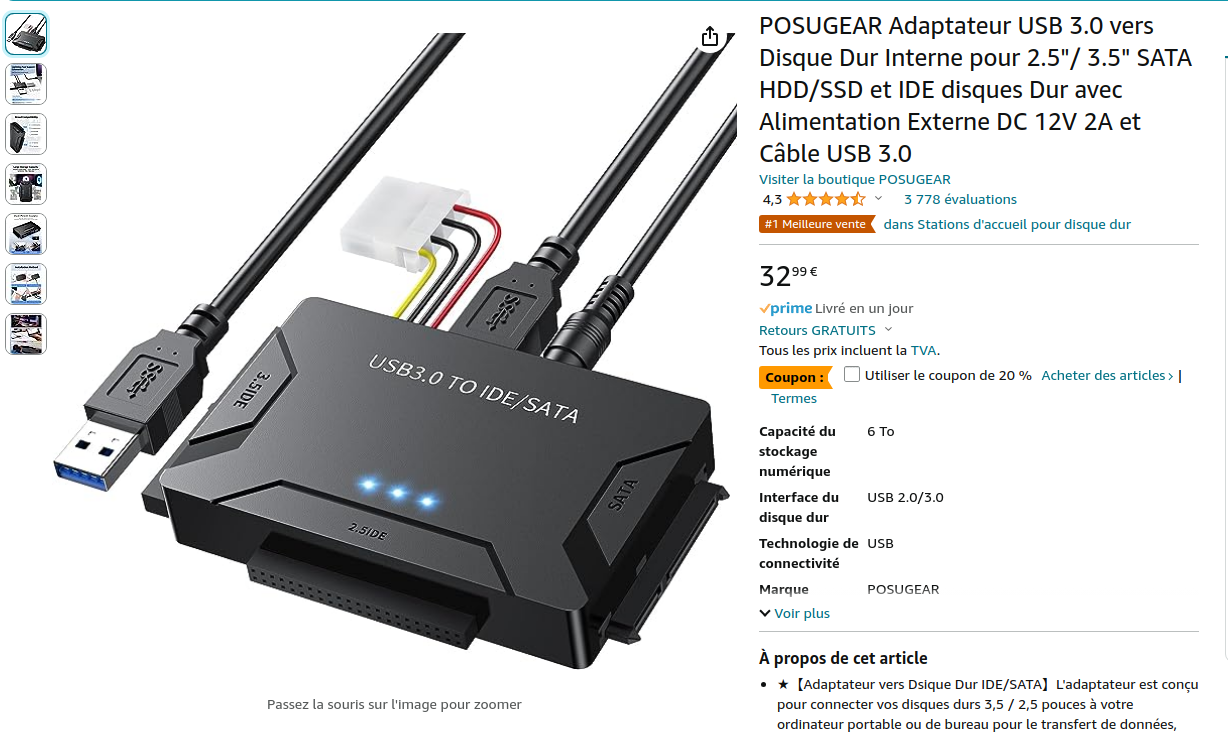 POSUGEAR Adaptateur USB 3.0 vers
Disque Dur Interne pour 2.5"/ 3.5" SATA
HDD/SSD et IDE disques Dur avec
Alimentation Externe DC 12V 2A et
Câble USB 3.0
Visiter la boutique POSUGEAR
4,3 3 778 évaluations
#1 Meilleure vente dans Stations d'accueil pour disque dur
32,99 €
prime Livré en un jour
Retours GRATUITS
Tous les prix incluent la TVA.
Coupon : Utiliser le coupon de 20 % Acheter des articles › |
Termes
Capacité du
stockage
numérique
6 To
Interface du
disque dur
USB 2.0/3.0
Technologie de
connectivité
USB
Marque POSUGEAR
Voir plus
À propos de cet article
★【Adaptateur vers Dsique Dur IDE/SATA】L'adaptateur est conçu
pour connecter vos disques durs 3,5 / 2,5 pouces à votre
ordinateur portable ou de bureau pour le transfert de données,
USB3.0 TO IDE/SATA
3.5IDE
SATA
2.5IDE
Passez la souris sur l'image pour zoomer